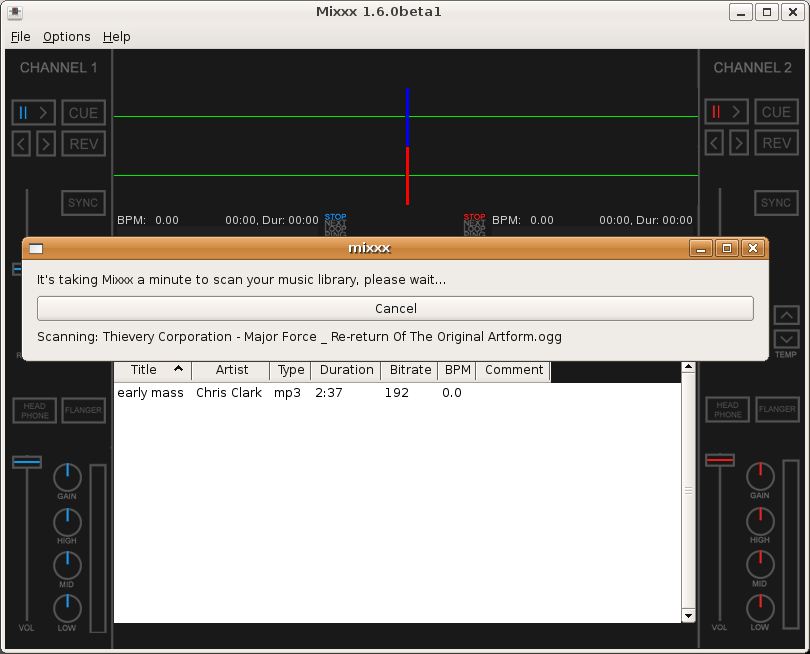 Mixxx 1.6.0beta1
File Options Help
CHANNEL 1
CHANNEL 2
CUE
CUE
REV
REV
SYNC
SYNC
BPM: 0.00 00:00, Dur: 00:00 STOP
NEXT
LOOP
PING
STOP BPM: 0.00 00:00, Dur: 00:00
NEXT
LOOP
PING
mixxx
It's taking Mixxx a minute to scan your music library, please wait...
Cancel
Scanning: Thievery Corporation - Major Force _ Re-return Of The Original Artform.ogg
TEMP
Title Artist Type Duration Bitrate BPM Comment
early mass Chris Clark mp3 2:37 192 0.0
HEAD
PHONE
FLANGER
HEAD
PHONE
FLANGER
GAIN
HIGH
MID
VOL LOW
GAIN
HIGH
MID
VOL LOW